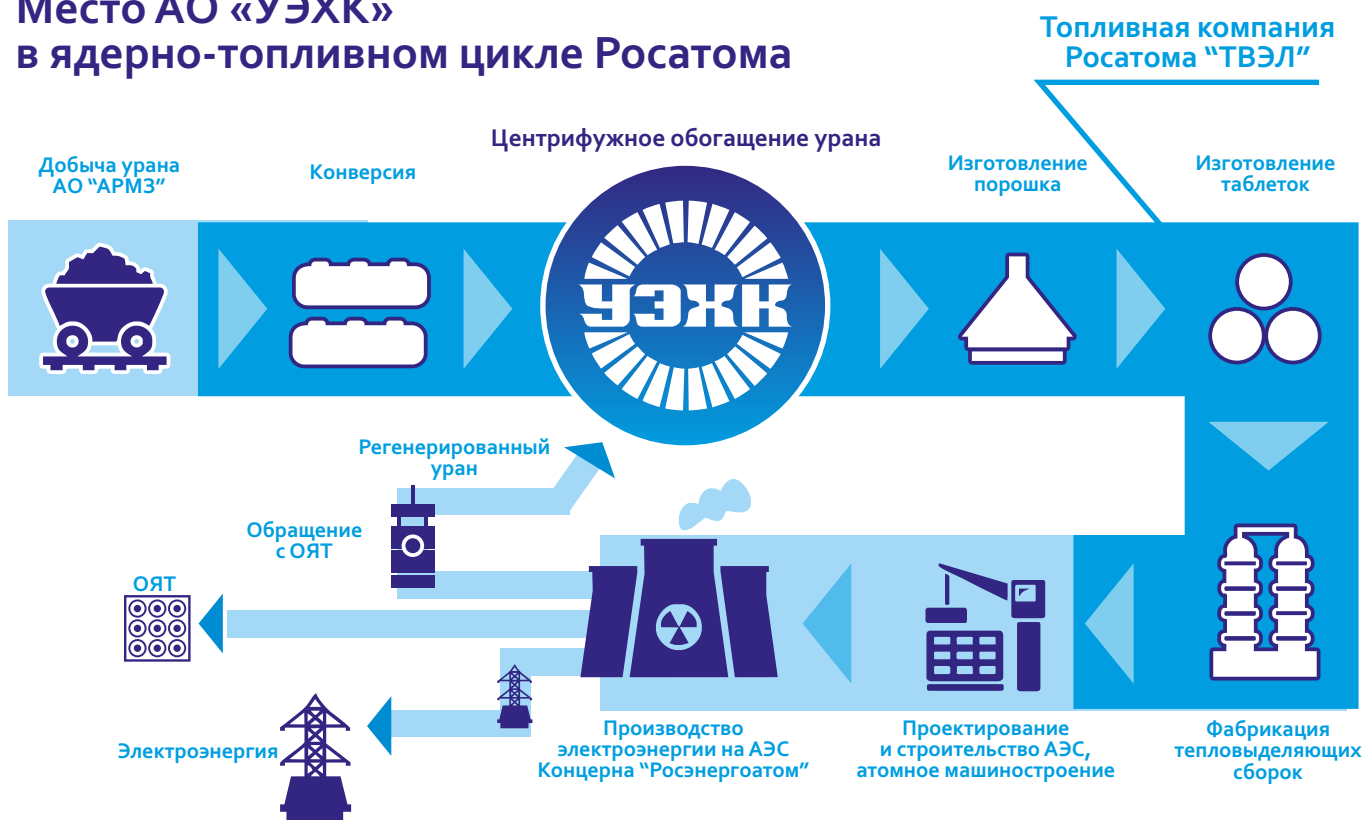 Место АО «УЭХК»
в ядерно-топливном цикле Росатома
Топливная компания
Росатома “ТВЭЛ”
Центрифужное обогащение урана
Добыча урана
АО “АРМЗ”
Конверсия
Изготовление
порошка
Изготовление
таблеток
УЭХК
Регенерированный
уран
Обращение
с ОЯТ
ОЯТ
Электроэнергия
Производство
электроэнергии на АЭС
Концерна “Росэнергоатом”
Проектирование
и строительство АЭС,
атомное машиностроение
Фабрикация
тепловыделяющих
сборок